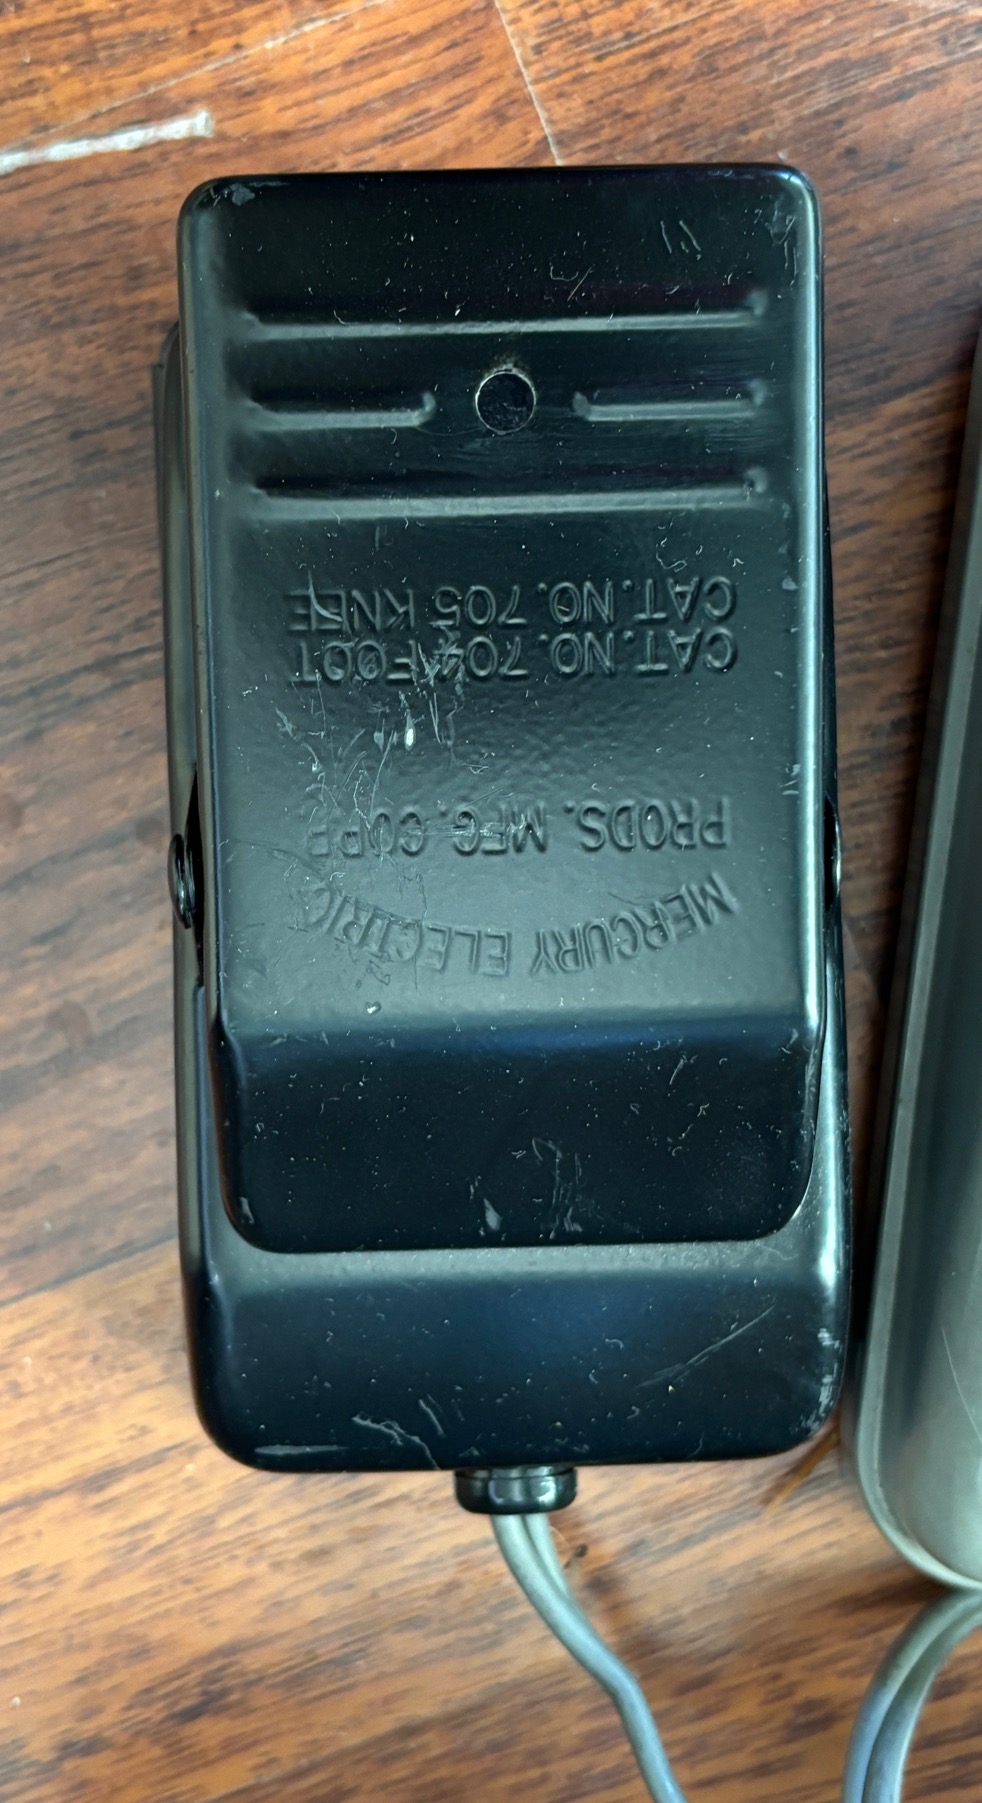 MERCURY ELECTRIC
PRODS. MFG. CORP.
CAT. NO. 704 FOOT
CAT. NO. 705 KNEE